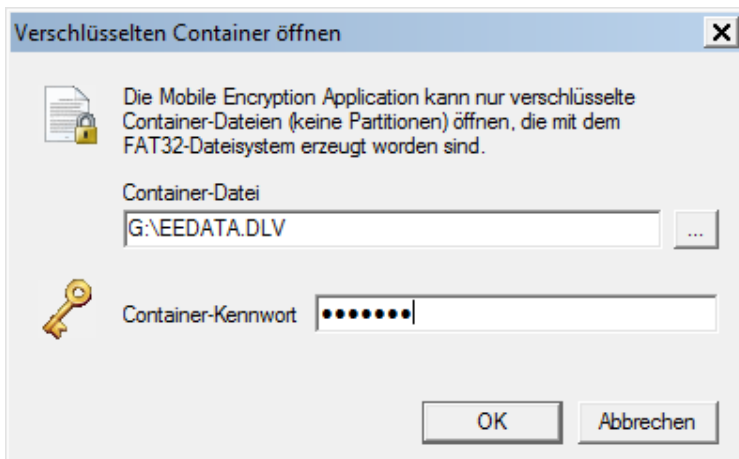 Verschlüsselten Container öffnen
Die Mobile Encryption Application kann nur verschlüsselte
Container-Dateien (keine Partitionen) öffnen, die mit dem
FAT32-Dateisystem erzeugt worden sind.
Container-Datei
G:\EEDATA.DLV
...
Container-Kennwort ●●●●●●●
OK Abbrechen